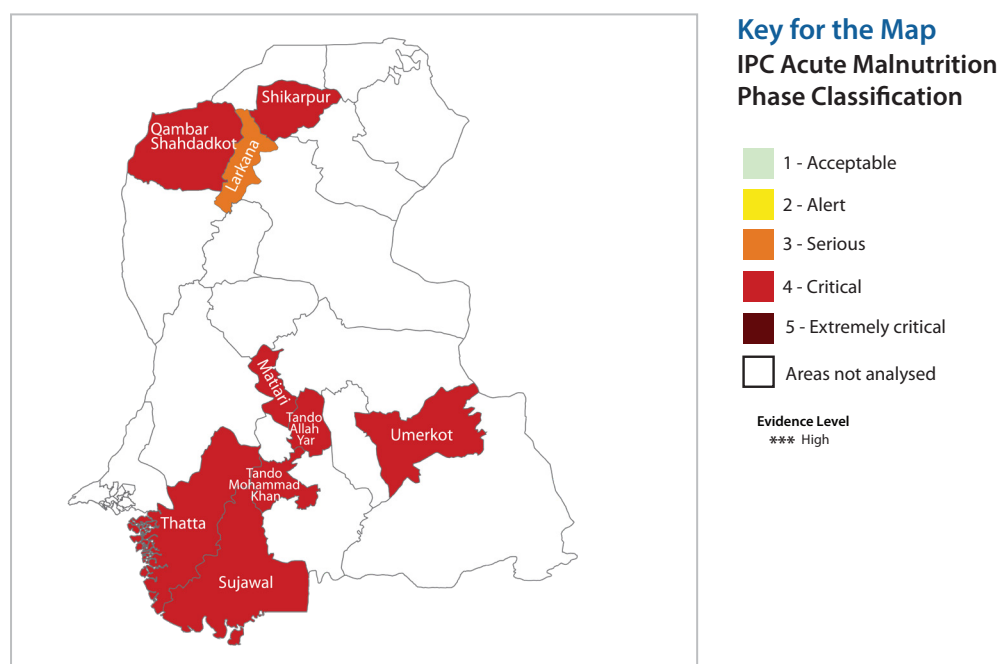 Key for the Map
IPC Acute Malnutrition
Phase Classification
1 - Acceptable
2 - Alert
3 - Serious
4 - Critical
5 - Extremely critical
Areas not analysed
Evidence Level
*** High
Shikarpur
Qambar
Shahdadkot
Larkana
Matiari
Tando
Allah
Yar
Umerkot
Tando
Mohammad
Khan
Thatta
Sujawal